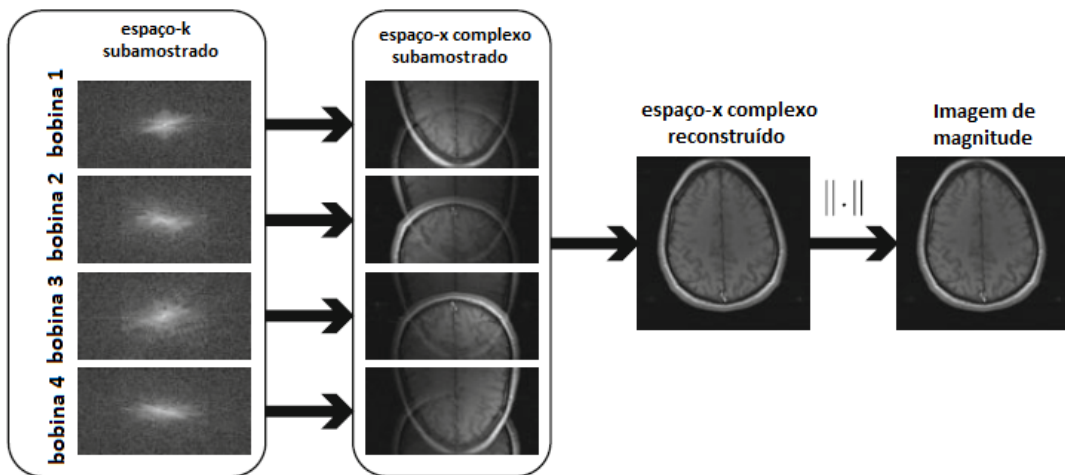 espaço-k
subamostrado
bobina 1
bobina 2
bobina 3
bobina 4
espaço-x complexo
subamostrado
espaço-x complexo
reconstruído
||.||
Imagem de
magnitude